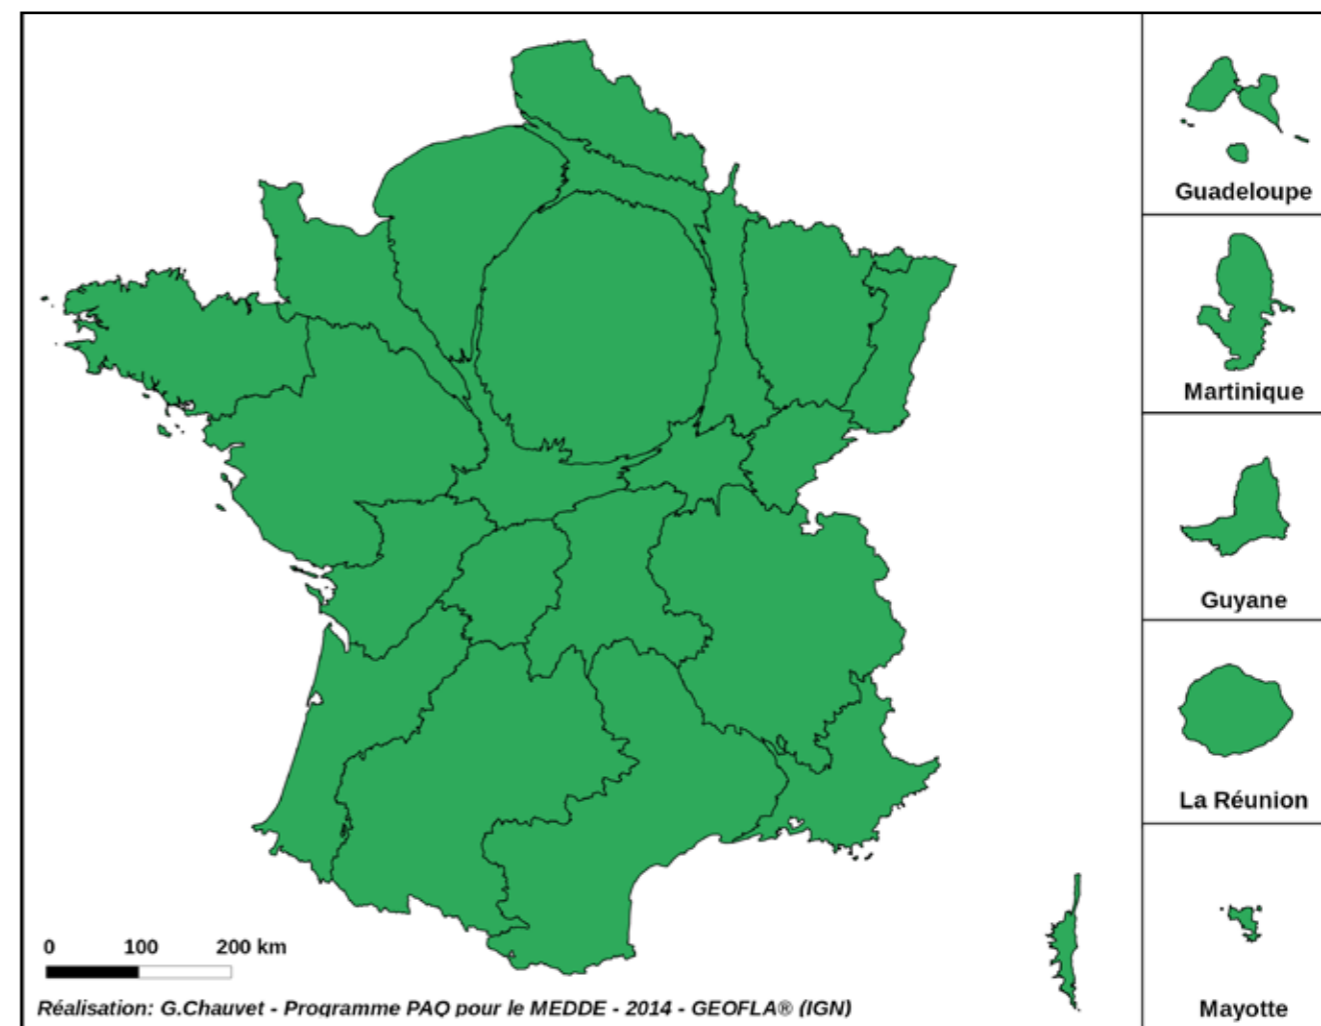 Guadeloupe
Martinique
Guyane
La Réunion
Mayotte
0 100 200 km
Réalisation: G.Chauvet - Programme PAQ pour le MEDDE - 2014 - GEOFLA® (IGN)